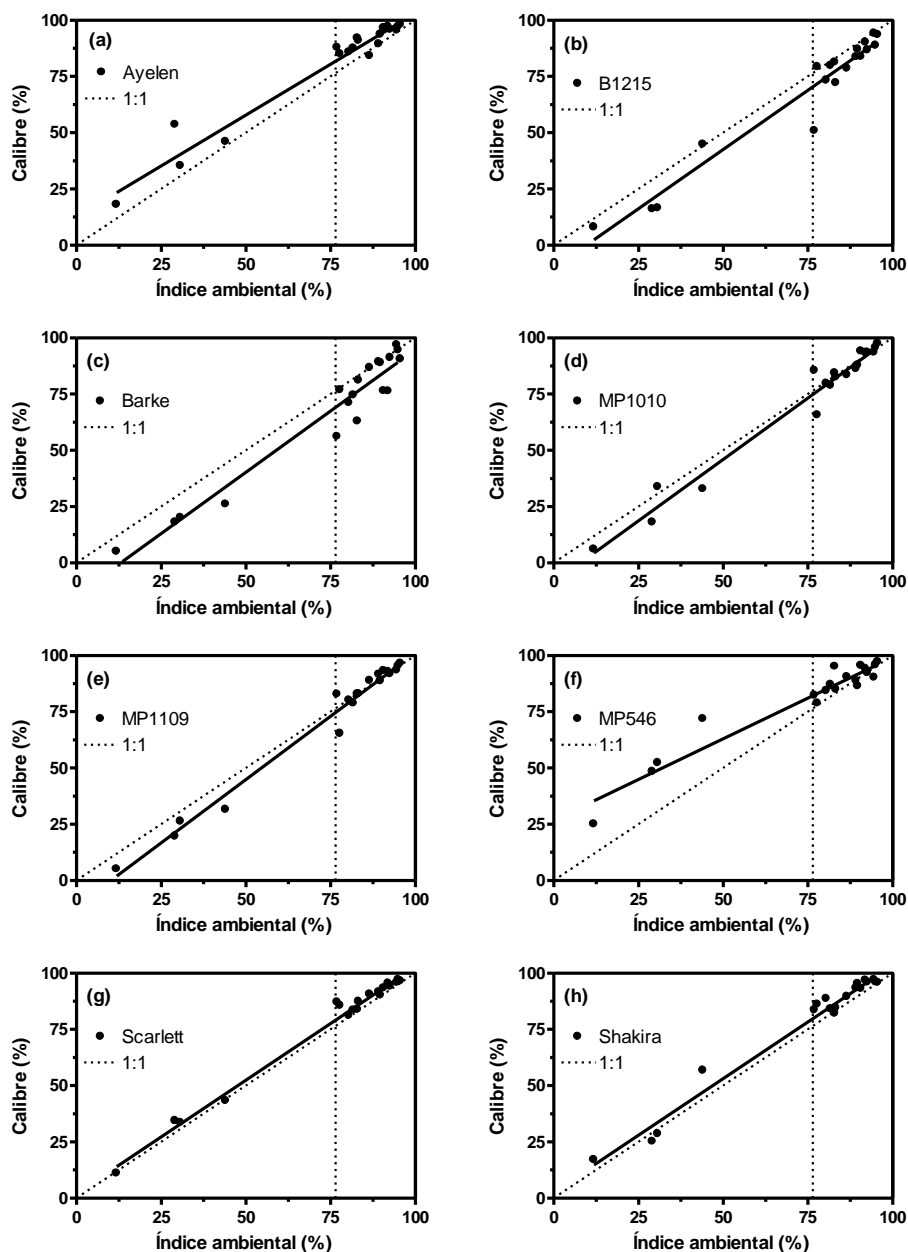 (a)
Ayelen
1:1
Calibre (%)
100
75
50
25
0
0 25 50 75 100
Índice ambiental (%)
(b)
B1215
1:1
Calibre (%)
100
75
50
25
0
0 25 50 75 100
Índice ambiental (%)
(c)
Barke
1:1
Calibre (%)
100
75
50
25
0
0 25 50 75 100
Índice ambiental (%)
(d)
MP1010
1:1
Calibre (%)
100
75
50
25
0
0 25 50 75 100
Índice ambiental (%)
(e)
MP1109
1:1
Calibre (%)
100
75
50
25
0
0 25 50 75 100
Índice ambiental (%)
(f)
MP546
1:1
Calibre (%)
100
75
50
25
0
0 25 50 75 100
Índice ambiental (%)
(g)
Scarlett
1:1
Calibre (%)
100
75
50
25
0
0 25 50 75 100
Índice ambiental (%)
(h)
Shakira
1:1
Calibre (%)
100
75
50
25
0
0 25 50 75 100
Índice ambiental (%)